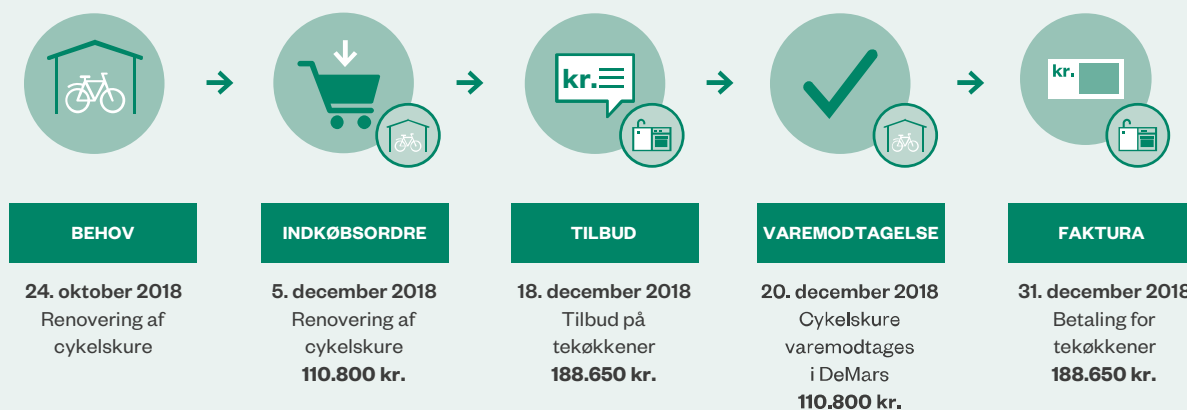 kr.
kr.
BEHOV
24. oktober 2018
Renovering af
cykelskure
INDKØBSORDRE
5. december 2018
Renovering af
cykelskure
110.800 kr.
TILBUD
18. december 2018
Tilbud på
tekøkkener
188.650 kr.
VAREMODTAGELSE
20. december 2018
Cykelskure
varemodtages
i DeMars
110.800 kr.
FAKTURA
31. december 2018
Betaling for
tekøkkener
188.650 kr.